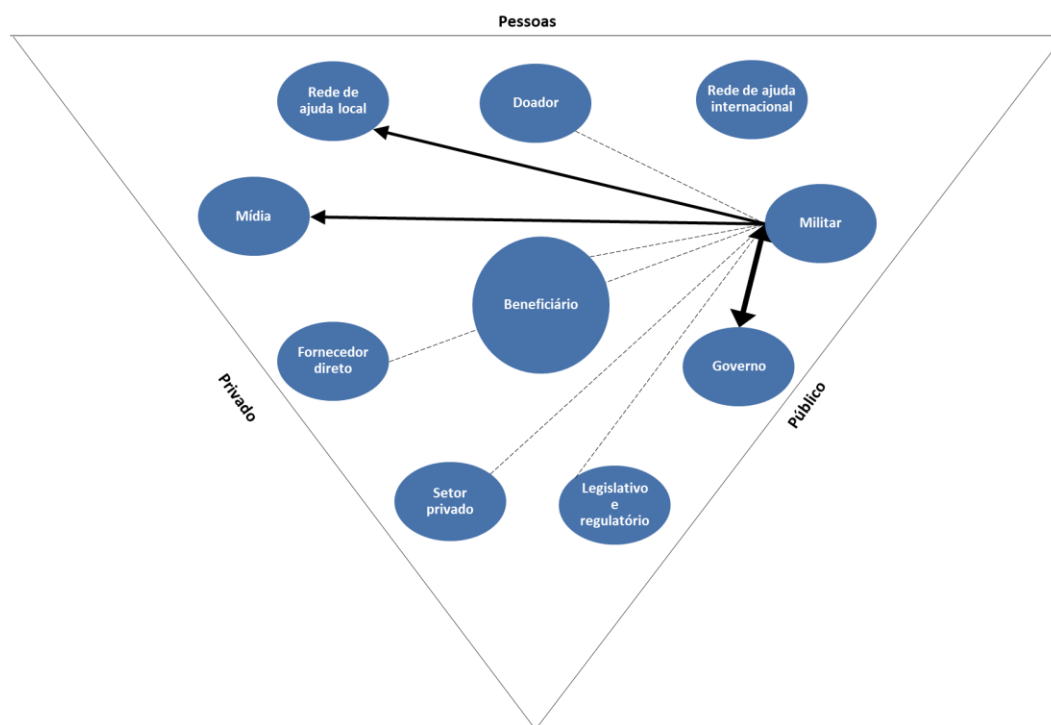 Pessoas
Rede de
ajuda local
Doador
Rede de ajuda
internacional
Mídia
Militar
Beneficiário
Fornecedor
direto
Governo
Privado
Público
Setor
privado
Legislativo
e
regulatório